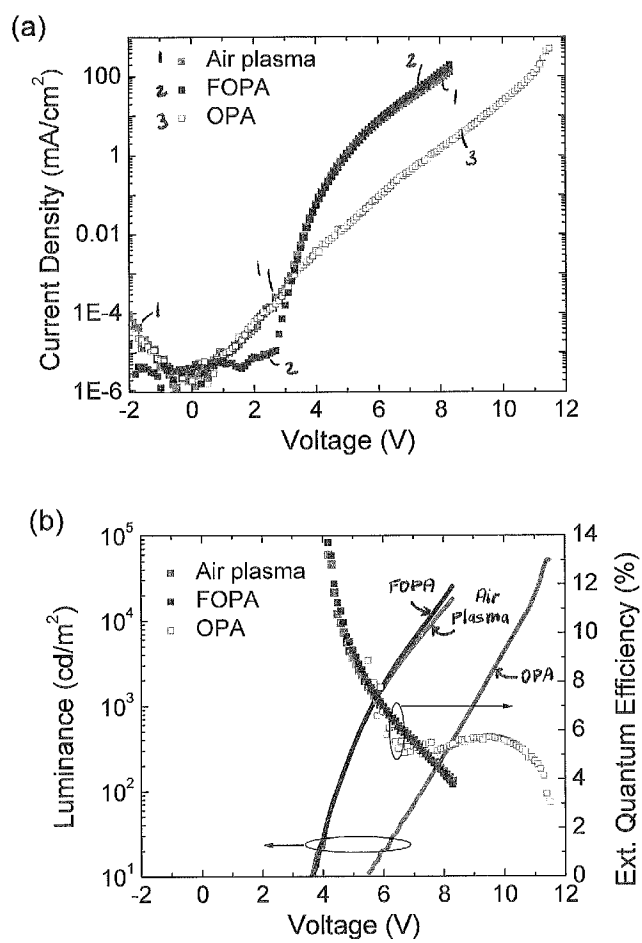 (a)
Current Density (mA/cm²)
100
1
0.01
1E-4
1E-6
1 Air plasma
2 FOPA
3 OPA
2
1
3
1
1
2
-2 0 2 4 6 8 10 12
Voltage (V)
(b)
Luminance (cd/m²)
10⁵
10⁴
10³
10²
10¹
Air plasma
FOPA
OPA
FOPA
Air
plasma
OPA
14
12
10
8
6
4
2
0
Ext. Quantum Efficiency (%)
-2 0 2 4 6 8 10 12
Voltage (V)